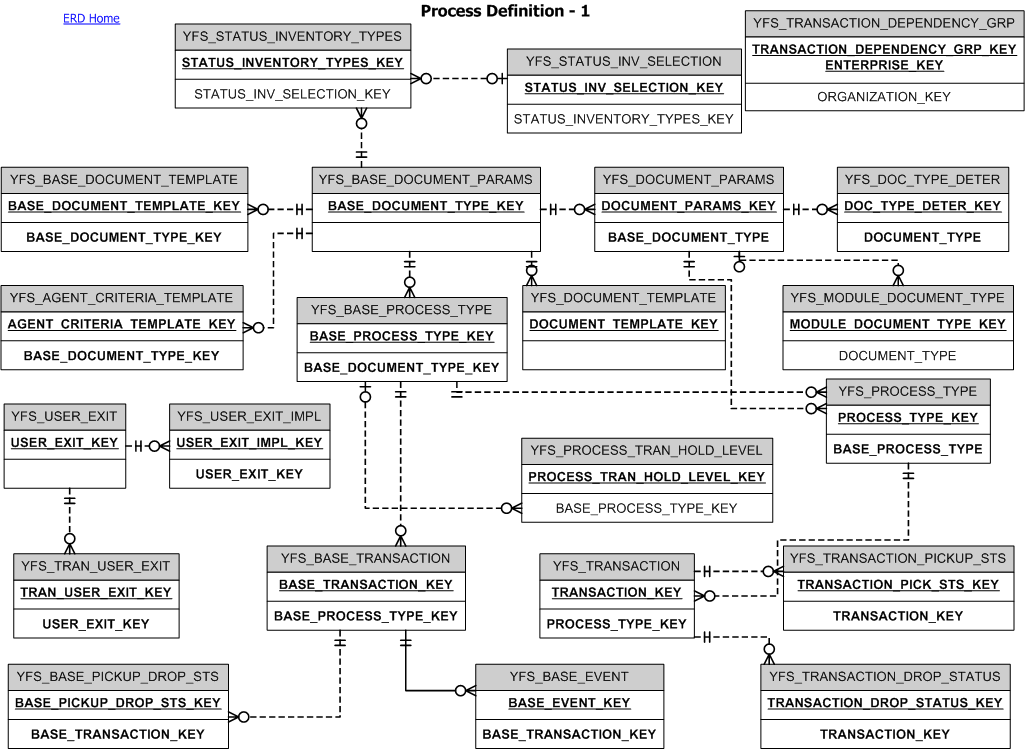 Process Definition - 1
ERD Home
YFS_STATUS_INVENTORY_TYPES
STATUS_INVENTORY_TYPES_KEY
STATUS_INV_SELECTION_KEY
YFS_STATUS_INV_SELECTION
STATUS_INV_SELECTION_KEY
STATUS_INVENTORY_TYPES_KEY
YFS_TRANSACTION_DEPENDENCY_GRP
TRANSACTION_DEPENDENCY_GRP_KEY
ENTERPRISE_KEY
ORGANIZATION_KEY
YFS_BASE_DOCUMENT_TEMPLATE
BASE_DOCUMENT_TEMPLATE_KEY
BASE_DOCUMENT_TYPE_KEY
YFS_BASE_DOCUMENT_PARAMS
BASE_DOCUMENT_TYPE_KEY
YFS_DOCUMENT_PARAMS
DOCUMENT_PARAMS_KEY
BASE_DOCUMENT_TYPE
YFS_DOC_TYPE_DETER
DOC_TYPE_DETER_KEY
DOCUMENT_TYPE
YFS_AGENT_CRITERIA_TEMPLATE
AGENT_CRITERIA_TEMPLATE_KEY
BASE_DOCUMENT_TYPE_KEY
YFS_BASE_PROCESS_TYPE
BASE_PROCESS_TYPE_KEY
BASE_DOCUMENT_TYPE_KEY
YFS_DOCUMENT_TEMPLATE
DOCUMENT_TEMPLATE_KEY
YFS_MODULE_DOCUMENT_TYPE
MODULE_DOCUMENT_TYPE_KEY
DOCUMENT_TYPE
YFS_USER_EXIT
USER_EXIT_KEY
YFS_USER_EXIT_IMPL
USER_EXIT_IMPL_KEY
USER_EXIT_KEY
YFS_PROCESS_TYPE
PROCESS_TYPE_KEY
BASE_PROCESS_TYPE
YFS_PROCESS_TRAN_HOLD_LEVEL
PROCESS_TRAN_HOLD_LEVEL_KEY
BASE_PROCESS_TYPE_KEY
YFS_TRAN_USER_EXIT
TRAN_USER_EXIT_KEY
USER_EXIT_KEY
YFS_BASE_TRANSACTION
BASE_TRANSACTION_KEY
BASE_PROCESS_TYPE_KEY
YFS_TRANSACTION
TRANSACTION_KEY
PROCESS_TYPE_KEY
YFS_TRANSACTION_PICKUP_STS
TRANSACTION_PICK_STS_KEY
TRANSACTION_KEY
YFS_BASE_PICKUP_DROP_STS
BASE_PICKUP_DROP_STS_KEY
BASE_TRANSACTION_KEY
YFS_BASE_EVENT
BASE_EVENT_KEY
BASE_TRANSACTION_KEY
YFS_TRANSACTION_DROP_STATUS
TRANSACTION_DROP_STATUS_KEY
TRANSACTION_KEY